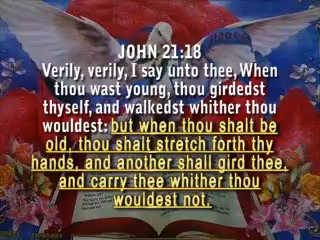 JOHN 21:18
Verily, verily, I say unto thee, When
thou wast young, thou girdedst
thyself, and walkedst whither thou
wouldest: but when thou shalt be
old, thou shalt stretch forth thy
hands, and another shall gird thee,
and carry thee whither thou
wouldest not.